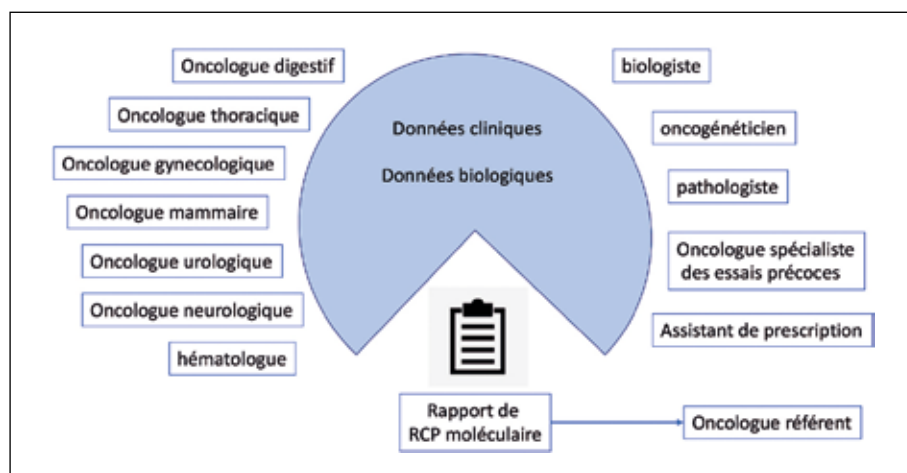 Oncologue digestif
Oncologue thoracique
Oncologue gynecologique
Oncologue mammaire
Oncologue urologique
Oncologue neurologique
hématologue
Données cliniques
Données biologiques
biologiste
oncogénéticien
pathologiste
Oncologue spécialiste
des essais précoces
Assistant de prescription
Rapport de
RCP moléculaire
Oncologue référent